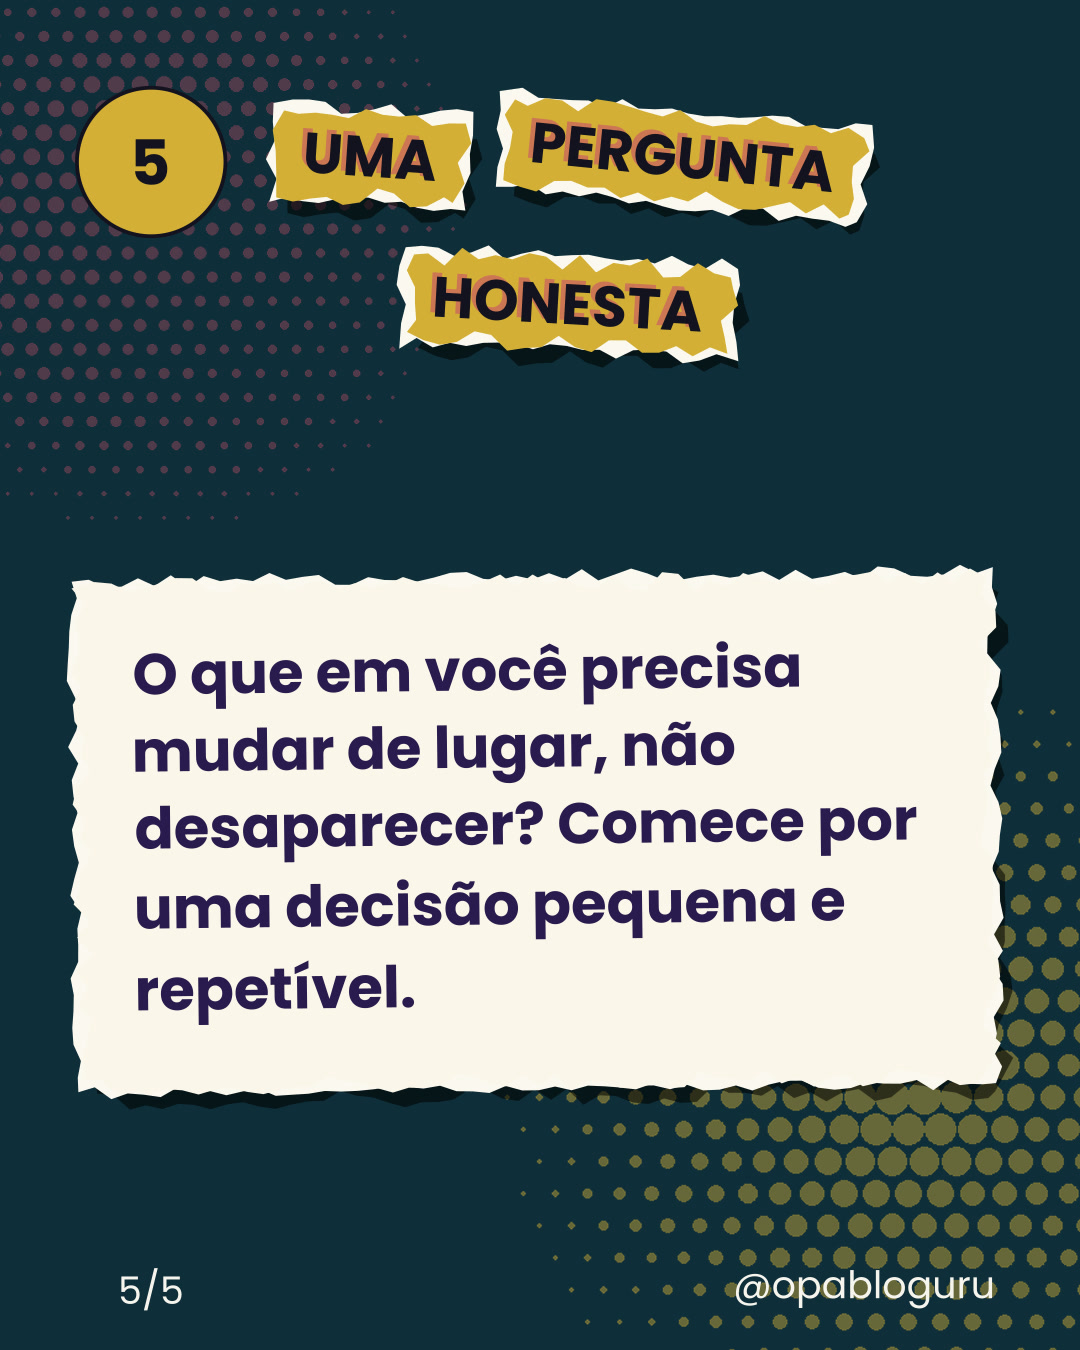 5
UMA PERGUNTA
HONESTA
O que em você precisa
mudar de lugar, não
desaparecer? Comece por
uma decisão pequena e
repetível.
5/5
@opabloguru